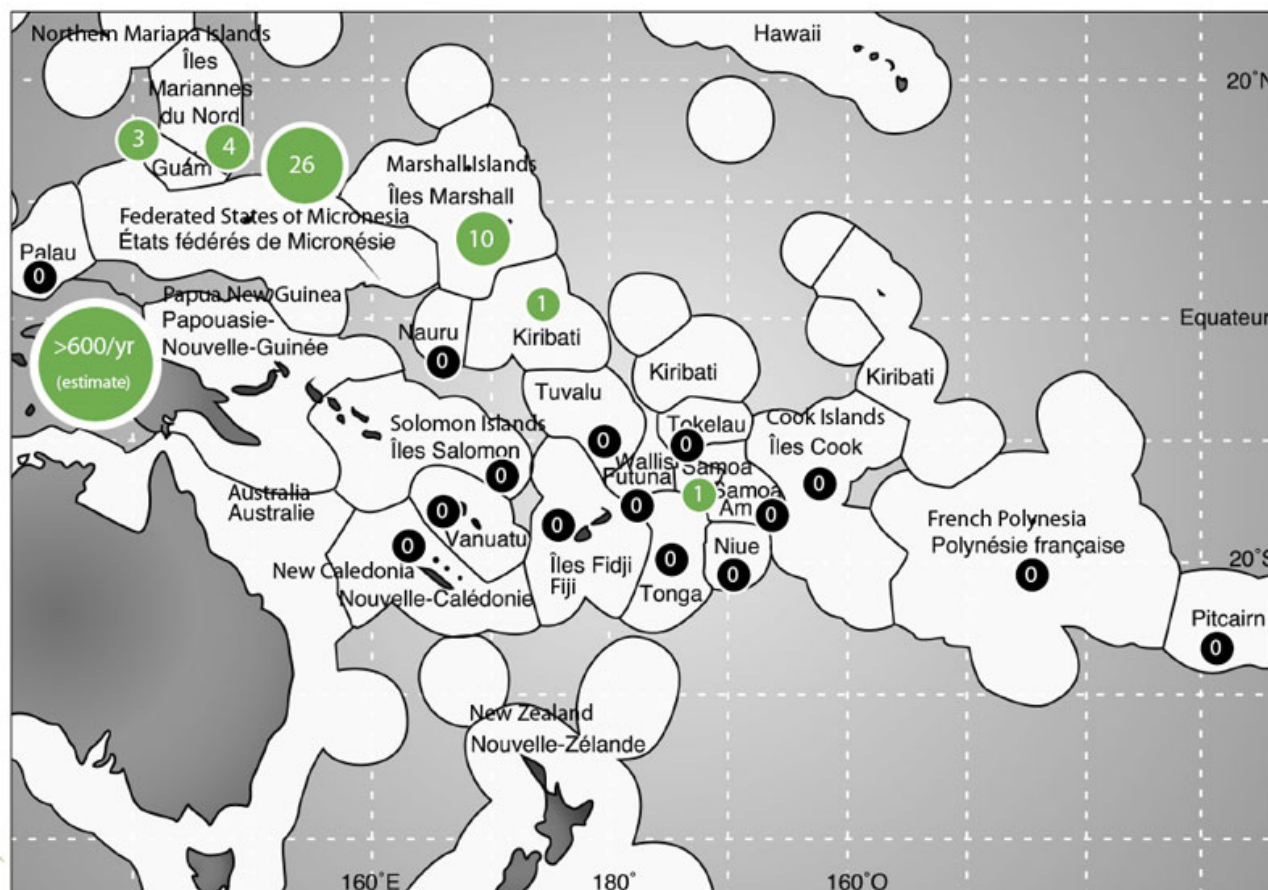 Northern Mariana Islands
Îles
Mariannes
du Nord
Hawaii
20˚N
3
4
26
Guam
Marshall Islands
Îles Marshall
10
Federated States of Micronesia
États fédérés de Micronésie
Palau
0
Papua New Guinea
Papouasie-
Nouvelle-Guinée
>600/yr
(estimate)
Nauru
0
1
Kiribati
Equateur
Kiribati
Kiribati
Tuvalu
0
Tokelau
0
Cook Islands
Îles Cook
0
Solomon Islands
Îles Salomon
0
Wallis
Futuna
0
Samoa
1
Samoa
Am
0
Australia
Australie
0
Vanuatu
0
New Caledonia
Nouvelle-Calédonie
0
Îles Fidji
Fiji
0
Tonga
Niue
0
French Polynesia
Polynésie française
0
20˚S
Pitcairn
0
New Zealand
Nouvelle-Zélande
160˚E
180˚
160˚O